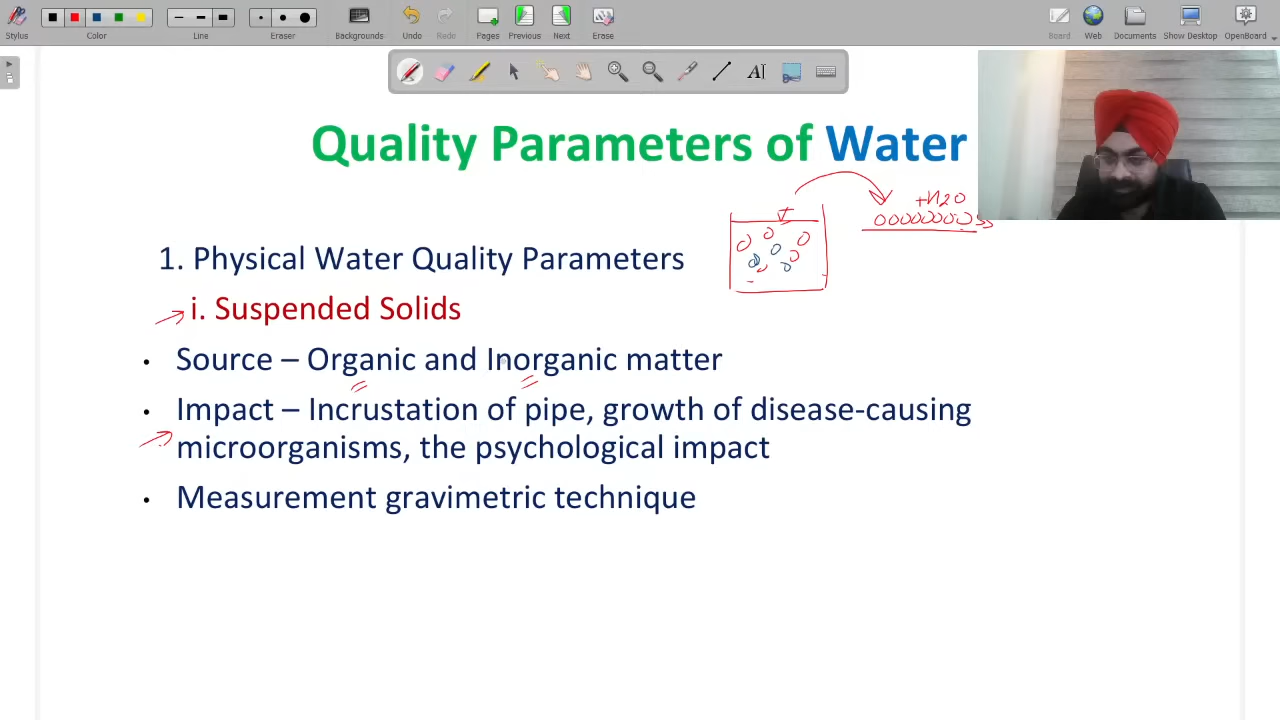 Stylus
Color
Line
Eraser
Backgrounds
Undo
Redo
Pages
Previous
Next
Erase
Board
Web
Documents
Show Desktop
OpenBoard
Quality Parameters of Water
+H2O
1. Physical Water Quality Parameters
i. Suspended Solids
• Source – Organic and Inorganic matter
• Impact – Incrustation of pipe, growth of disease-causing
microorganisms, the psychological impact
• Measurement gravimetric technique